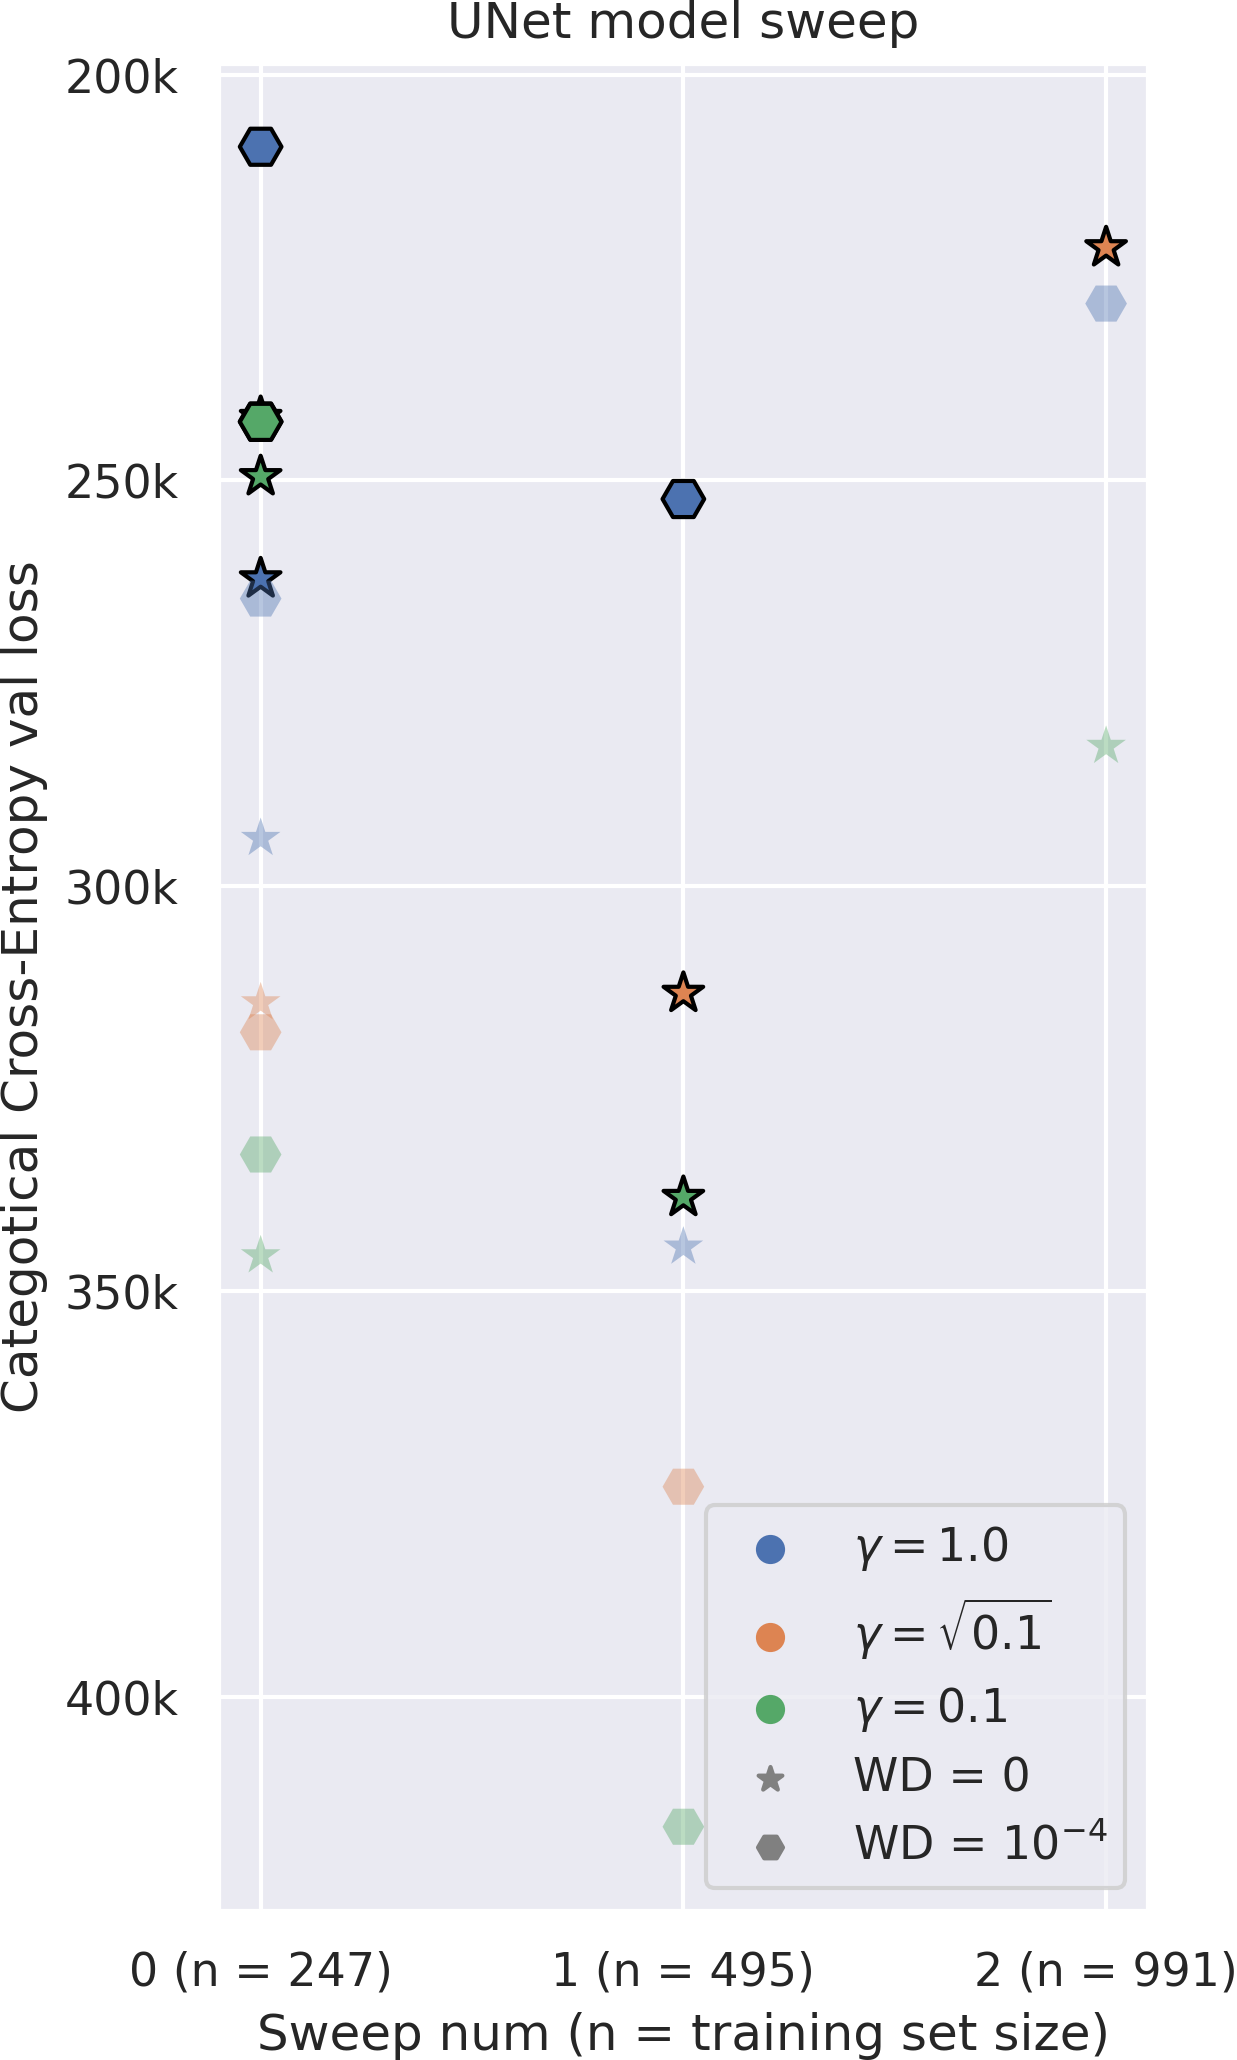 UNet model sweep
200k
250k
300k
350k
400k
Categotical Cross-Entropy val loss
γ = 1.0
γ = √0.1
γ = 0.1
WD = 0
WD = 10⁻⁴
0 (n = 247)
1 (n = 495)
2 (n = 991)
Sweep num (n = training set size)